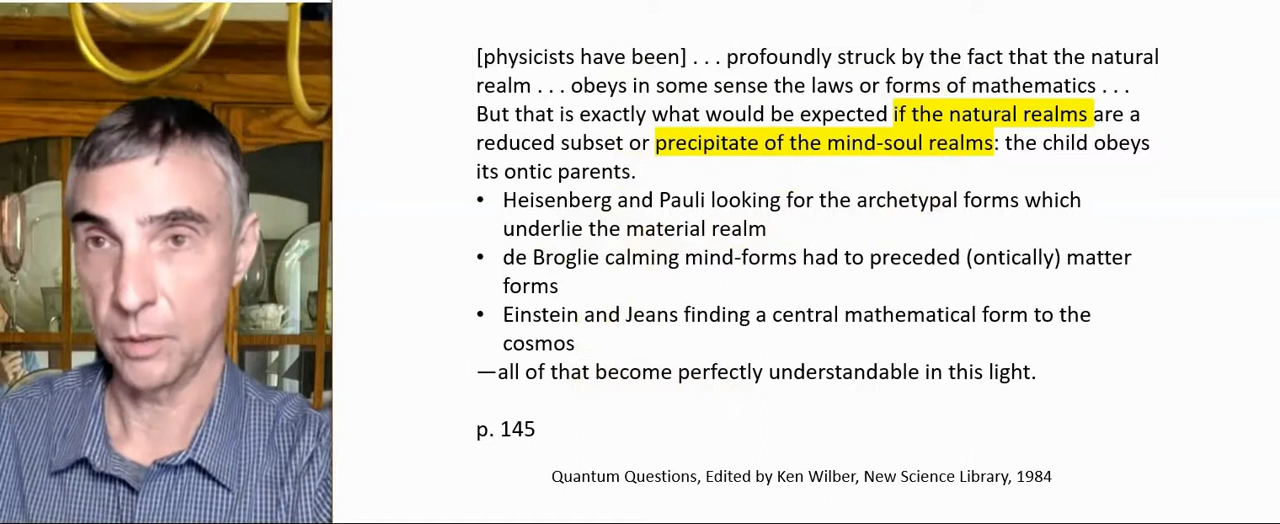 [physicists have been] . . . profoundly struck by the fact that the natural
realm . . . obeys in some sense the laws or forms of mathematics . . .
But that is exactly what would be expected if the natural realms are a
reduced subset or precipitate of the mind-soul realms: the child obeys
its ontic parents.
• Heisenberg and Pauli looking for the archetypal forms which
underlie the material realm
• de Broglie calming mind-forms had to preceded (ontically) matter
forms
• Einstein and Jeans finding a central mathematical form to the
cosmos
—all of that become perfectly understandable in this light.
p. 145
Quantum Questions, Edited by Ken Wilber, New Science Library, 1984